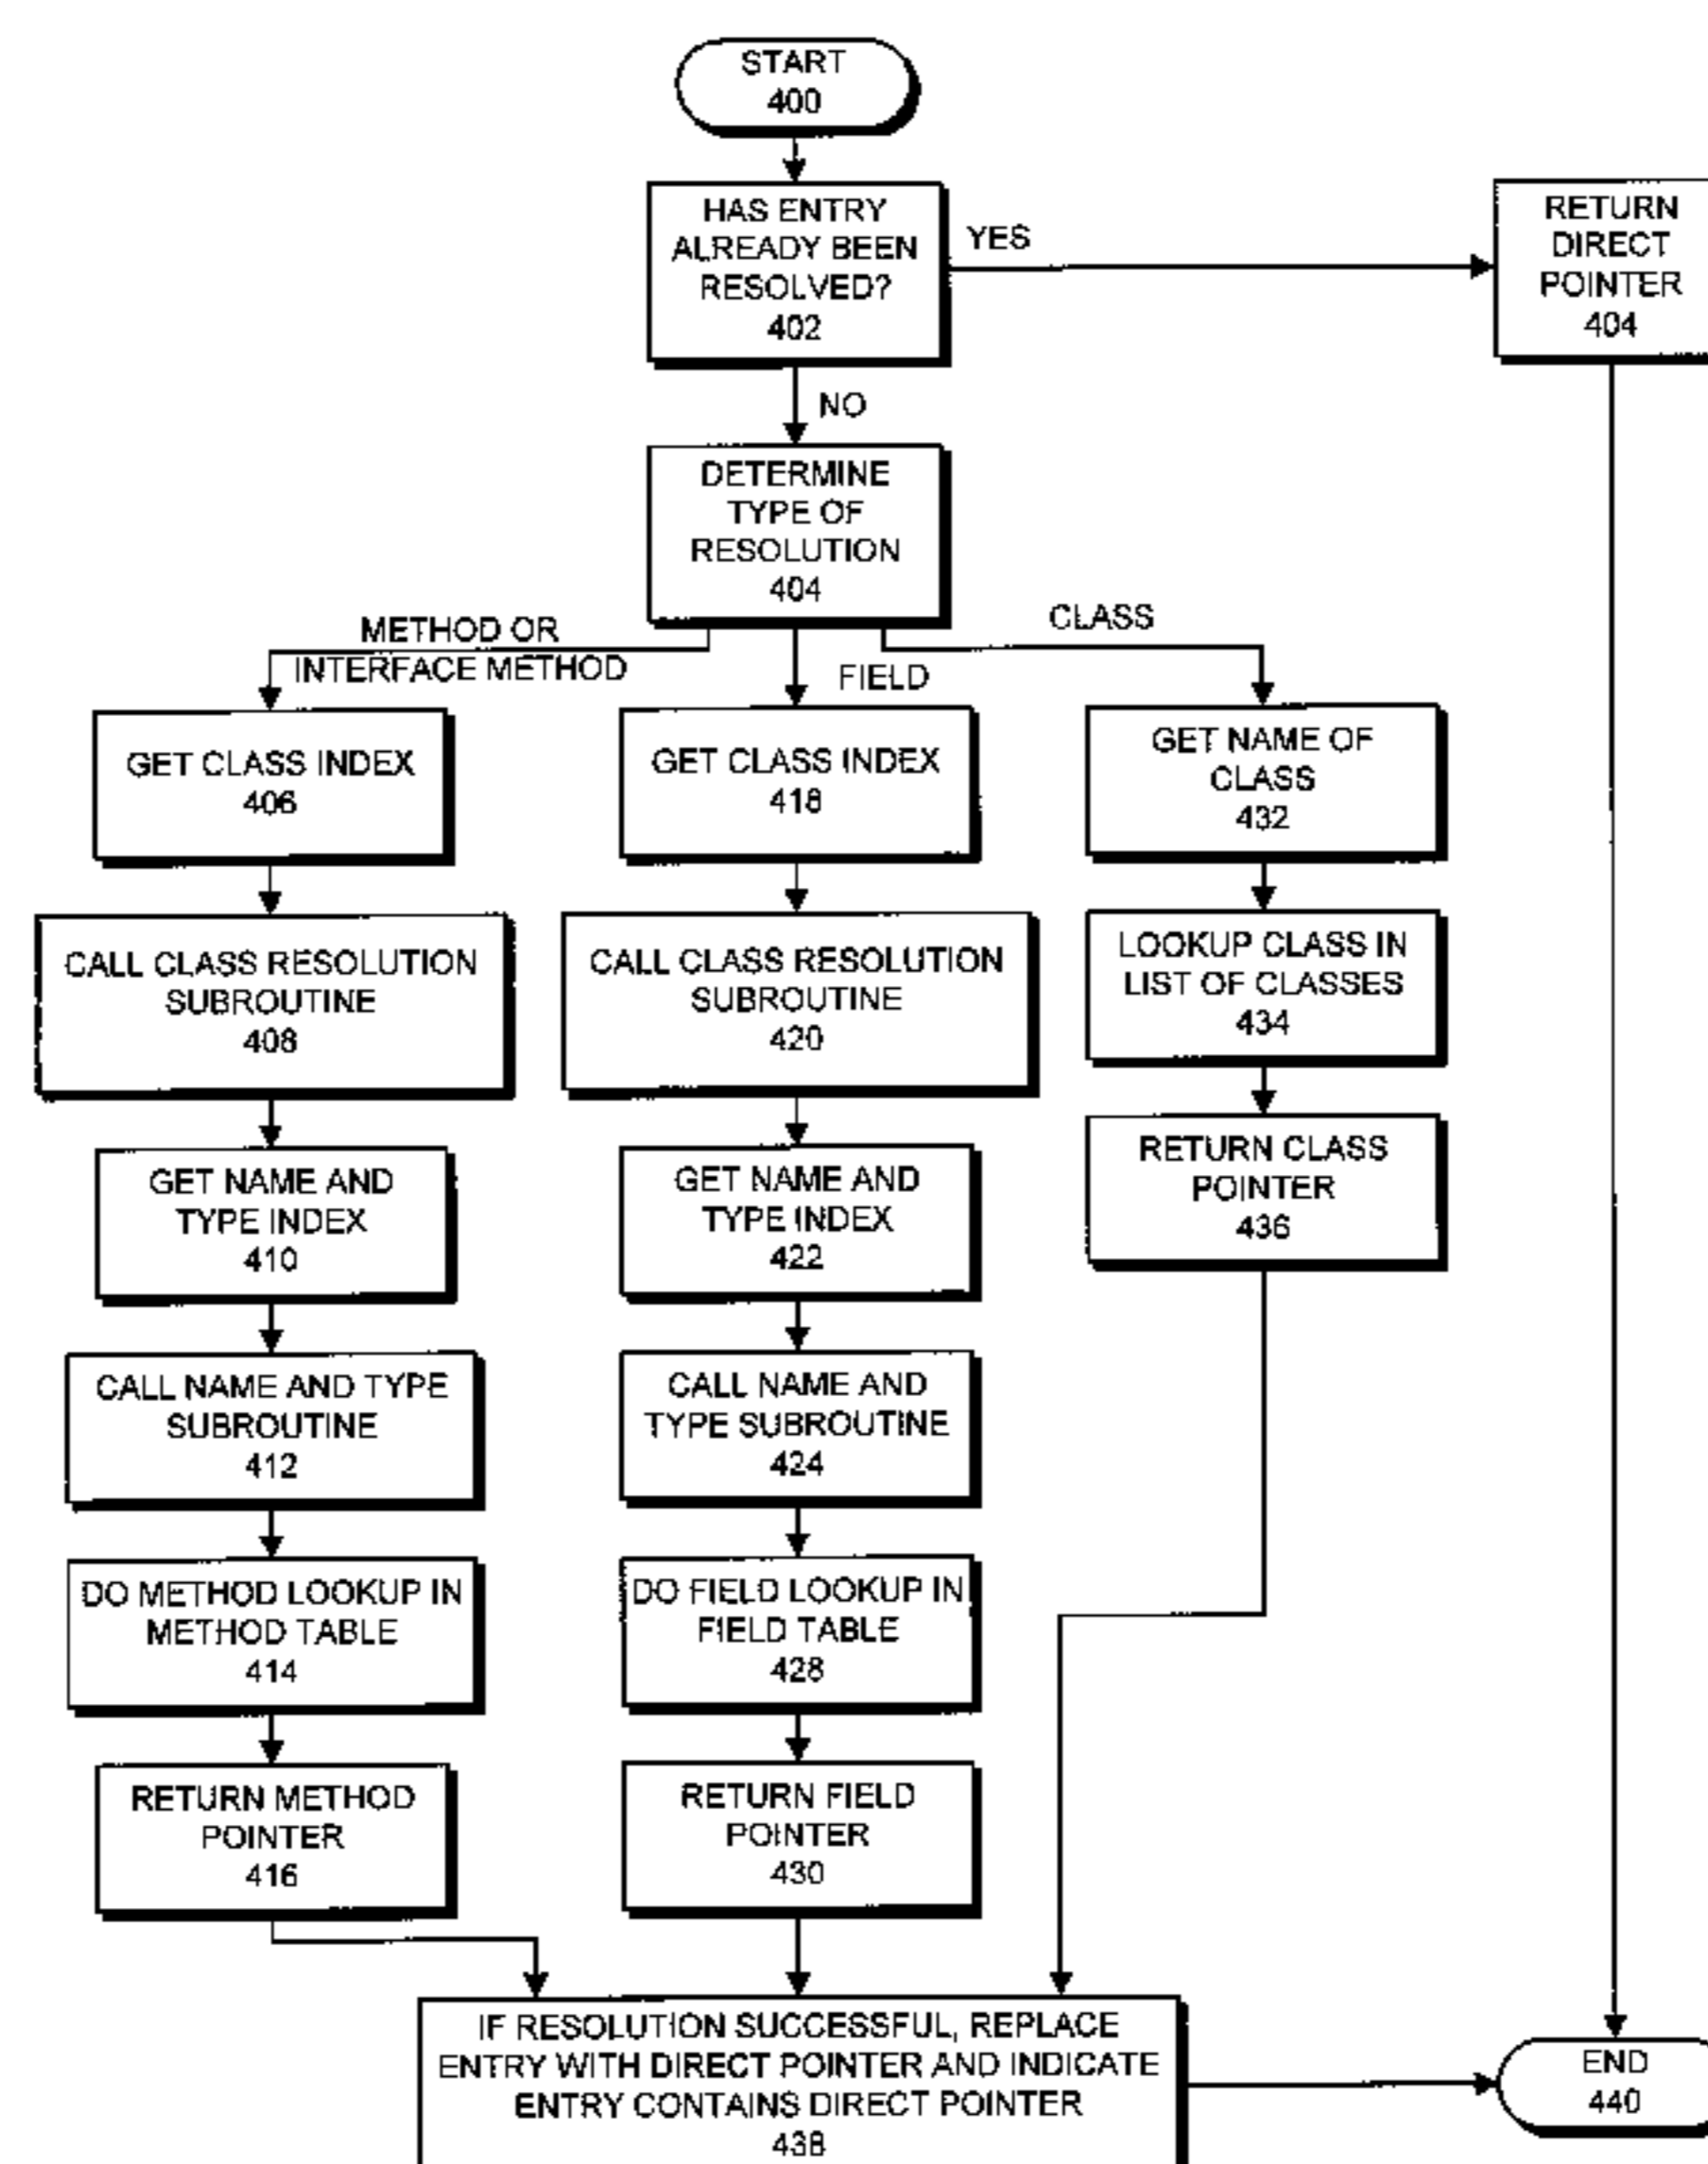 START
400
HAS ENTRY
ALREADY BEEN
RESOLVED?
402
YES
RETURN
DIRECT
POINTER
404
NO
DETERMINE
TYPE OF
RESOLUTION
404
METHOD OR
INTERFACE METHOD
FIELD
CLASS
GET CLASS INDEX
406
CALL CLASS RESOLUTION
SUBROUTINE
408
GET NAME AND
TYPE INDEX
410
CALL NAME AND TYPE
SUBROUTINE
412
DO METHOD LOOKUP IN
METHOD TABLE
414
RETURN METHOD
POINTER
416
GET CLASS INDEX
418
CALL CLASS RESOLUTION
SUBROUTINE
420
GET NAME AND
TYPE INDEX
422
CALL NAME AND
TYPE SUBROUTINE
424
DO FIELD LOOKUP IN
FIELD TABLE
428
RETURN FIELD
POINTER
430
GET NAME OF
CLASS
432
LOOKUP CLASS IN
LIST OF CLASSES
434
RETURN CLASS
POINTER
436
IF RESOLUTION SUCCESSFUL, REPLACE
ENTRY WITH DIRECT POINTER AND INDICATE
ENTRY CONTAINS DIRECT POINTER
438
END
440